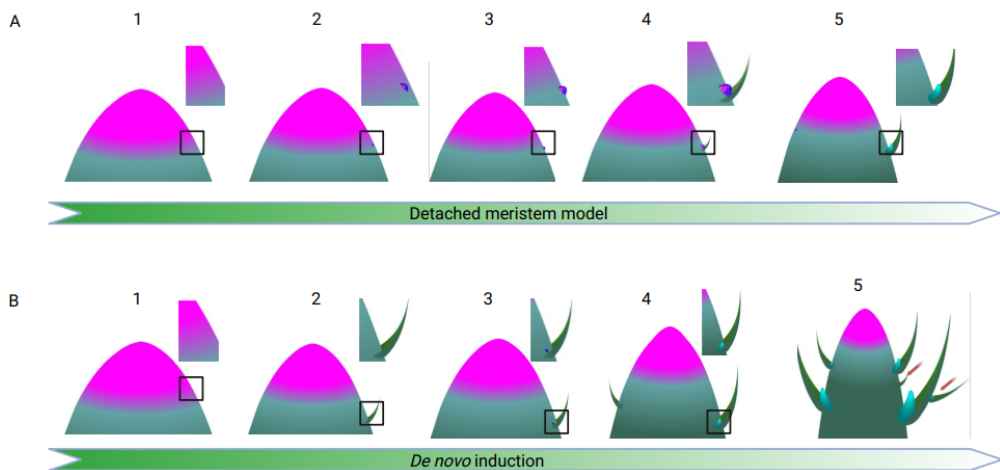 A
1 2 3 4 5
Detached meristem model
B
1 2 3 4 5
De novo induction